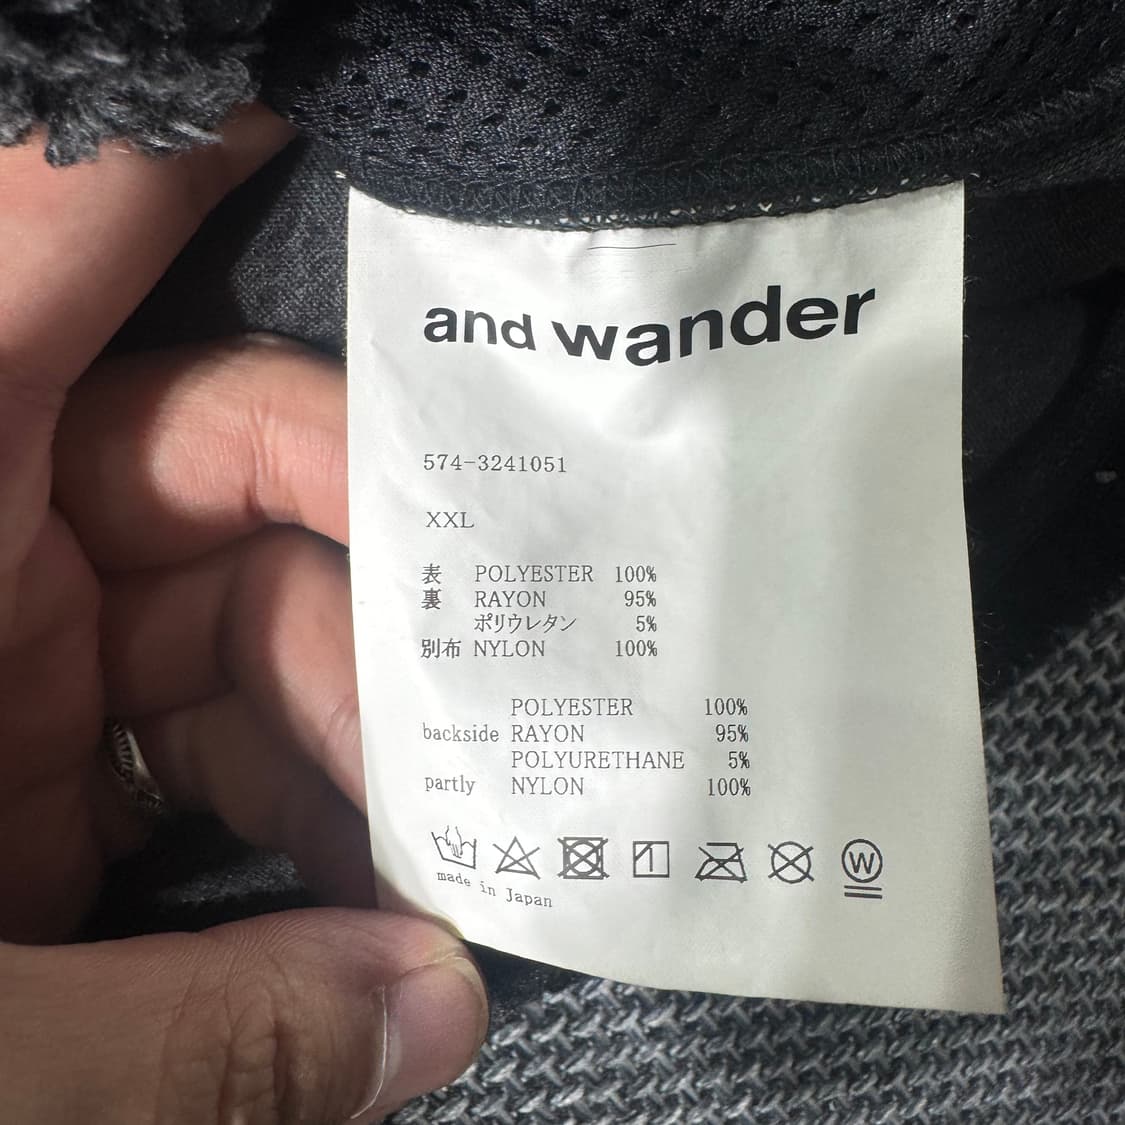 and wander
574-3241051
XXL
表 POLYESTER 100%
裏 RAYON 95%
ポリウレタン 5%
別布 NYLON 100%
POLYESTER 100%
backside RAYON 95%
POLYURETHANE 5%
partly NYLON 100%
W
made in Japan